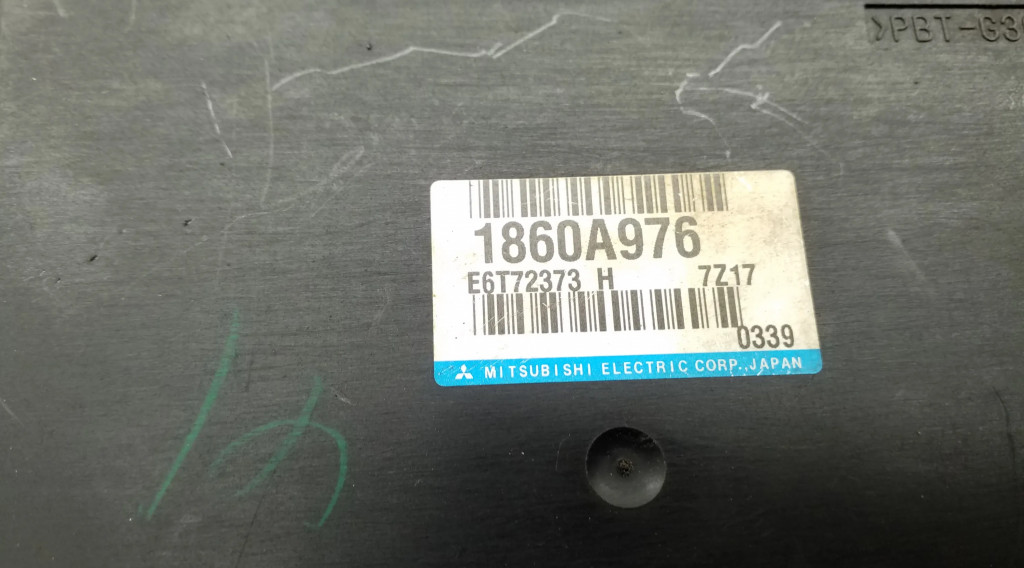 >PBT-G3
1860A976
E6T72373 H 7Z17
0339
MITSUBISHI ELECTRIC CORP., JAPAN